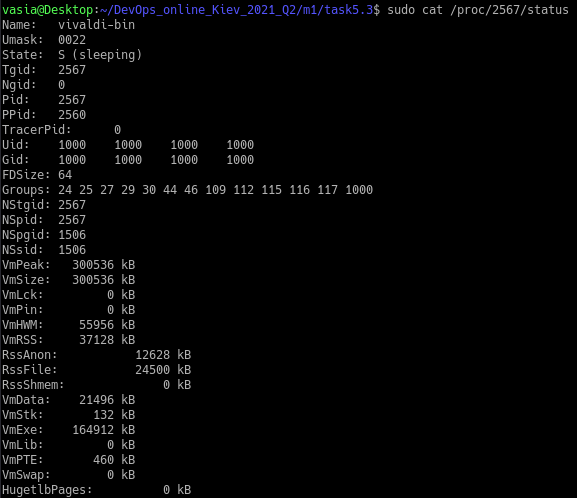 vasia@Desktop:~/DevOps_online_Kiev_2021_Q2/m1/task5.3$ sudo cat /proc/2567/status
Name:   vivaldi-bin
Umask:  0022
State:  S (sleeping)
Tgid:   2567
Ngid:   0
Pid:    2567
PPid:   2560
TracerPid:      0
Uid:    1000    1000    1000    1000
Gid:    1000    1000    1000    1000
FDSize: 64
Groups: 24 25 27 29 30 44 46 109 112 115 116 117 1000
NStgid: 2567
NSpid:  2567
NSpgid: 1506
NSsid:  1506
VmPeak:   300536 kB
VmSize:   300536 kB
VmLck:         0 kB
VmPin:         0 kB
VmHWM:     55956 kB
VmRSS:     37128 kB
RssAnon:           12628 kB
RssFile:           24500 kB
RssShmem:              0 kB
VmData:    21496 kB
VmStk:       132 kB
VmExe:    164912 kB
VmLib:         0 kB
VmPTE:       460 kB
VmSwap:        0 kB
HugetlbPages:          0 kB